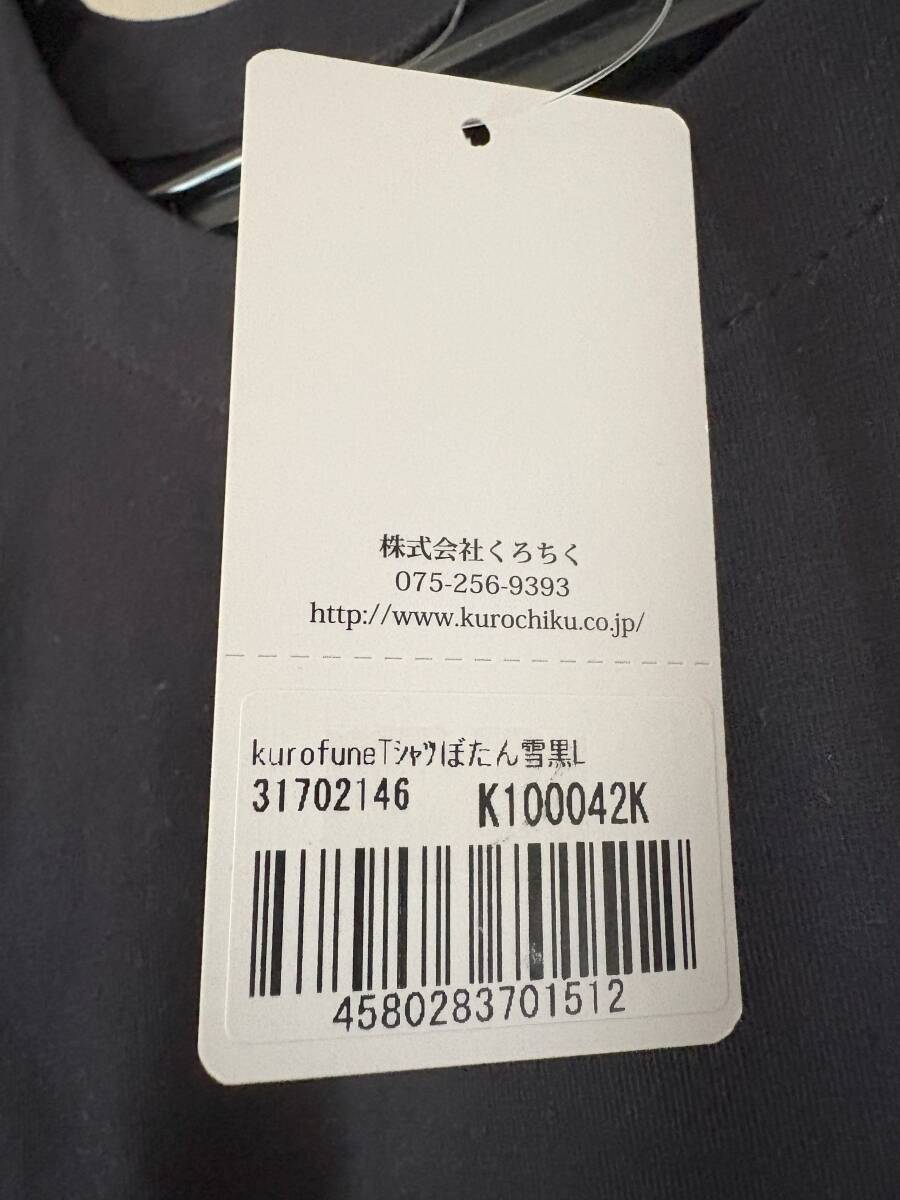 株式会社くろちく
075-256-9393
http://www.kurochiku.co.jp/
kurofuneTｼｬﾂぼたん雪黒L
31702146 K100042K
4580283701512